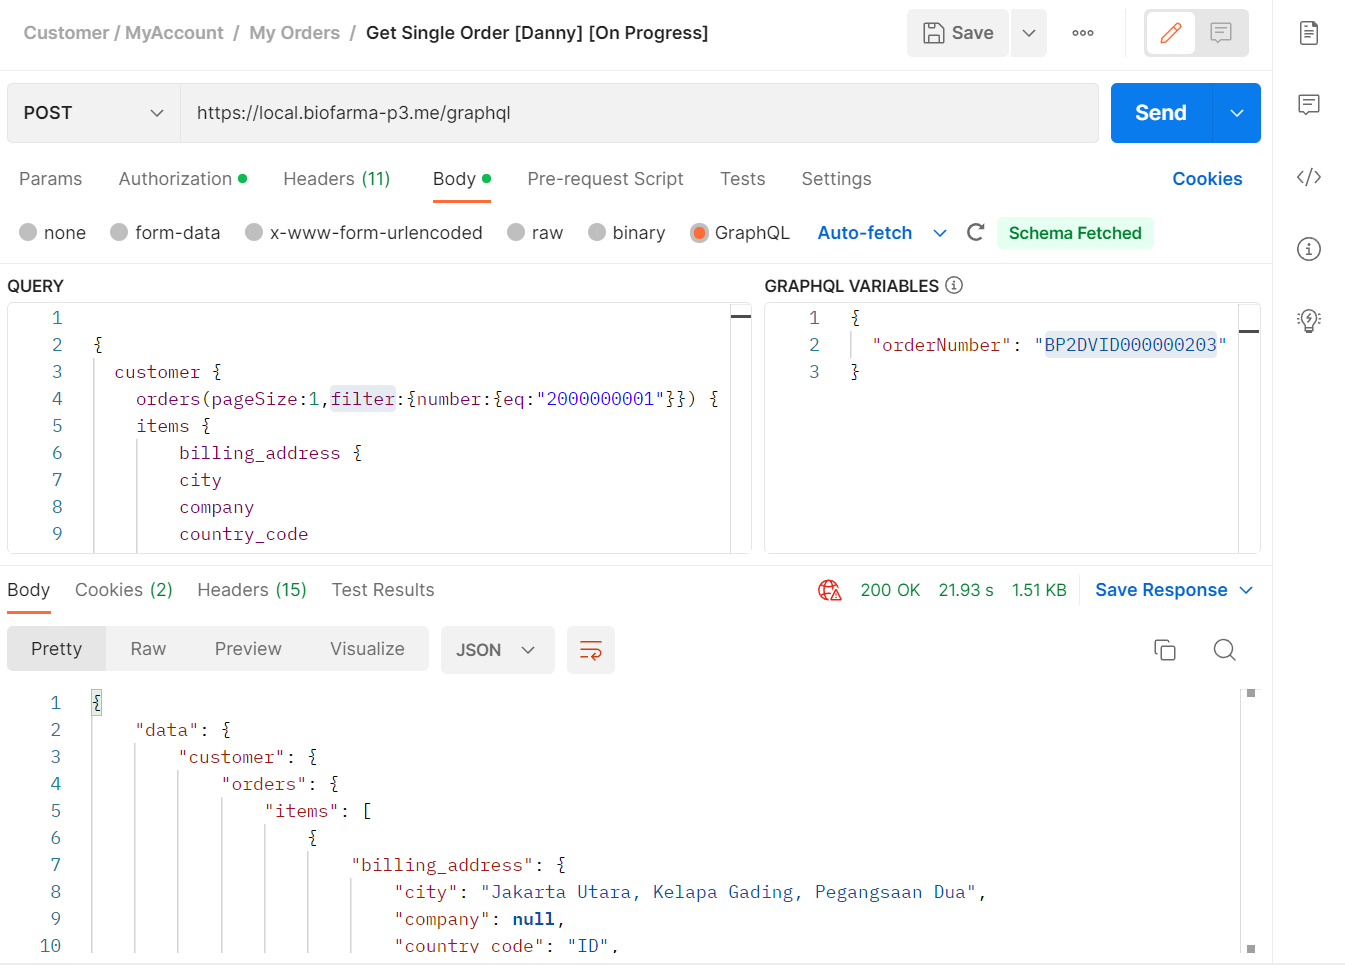 Customer / MyAccount / My Orders / Get Single Order [Danny] [On Progress]
Save
POST
https://local.biofarma-p3.me/graphql
Send
Params Authorization Headers (11) Body Pre-request Script Tests Settings Cookies
none form-data x-www-form-urlencoded raw binary GraphQL Auto-fetch Schema Fetched
QUERY
1
2 {
3 customer {
4 orders(pageSize:1,filter:{number:{eq:"2000000001"}}) {
5 items {
6 billing_address {
7 city
8 company
9 country_code
GRAPHQL VARIABLES
1 {
2 "orderNumber": "BP2DVID000000203"
3 }
Body Cookies (2) Headers (15) Test Results 200 OK 21.93 s 1.51 KB Save Response
Pretty Raw Preview Visualize JSON
1 {
2 "data": {
3 "customer": {
4 "orders": {
5 "items": [
6 {
7 "billing_address": {
8 "city": "Jakarta Utara, Kelapa Gading, Pegangsaan Dua",
9 "company": null,
10 "country_code": "ID",